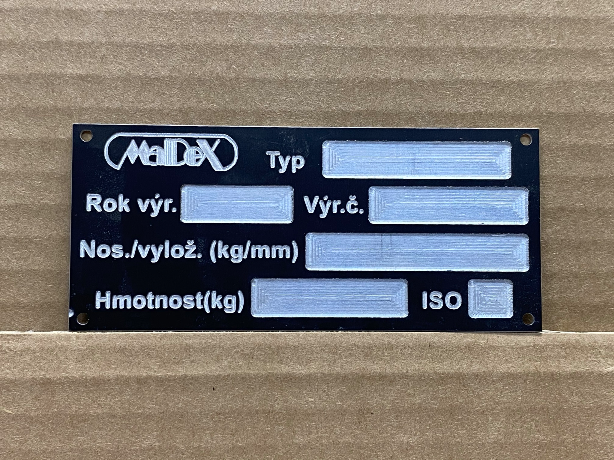 MalDeX
Typ
Rok výr. Výr.č.
Nos./vylož. (kg/mm)
Hmotnost(kg) ISO